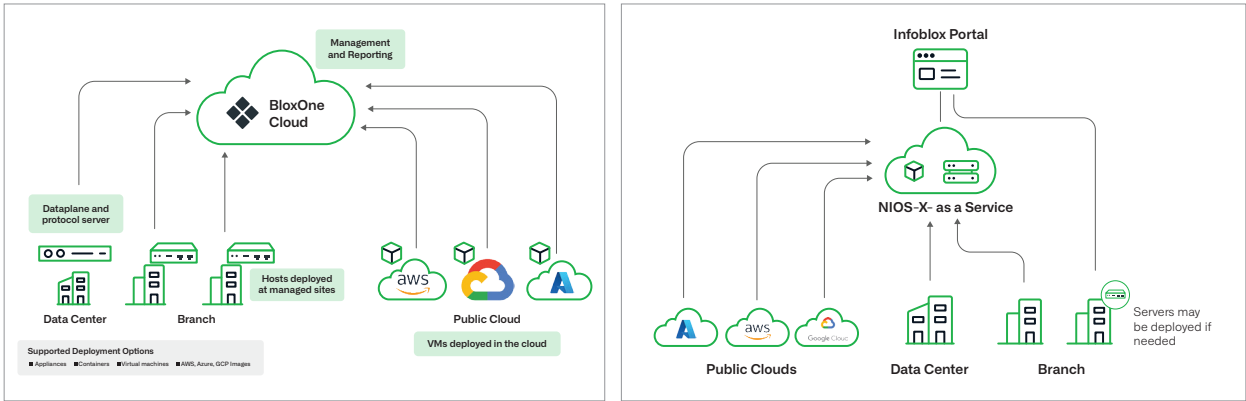 Management
and Reporting
BloxOne
Cloud
Dataplane and
protocol server
Hosts deployed
at managed sites
aws
Data Center
Branch
Public Cloud
VMs deployed in the cloud
Supported Deployment Options
Appliances Containers Virtual machines AWS, Azure, GCP Images
Infoblox Portal
NIOS-X- as a Service
aws
Google Cloud
Servers may
be deployed if
needed
Public Clouds
Data Center
Branch